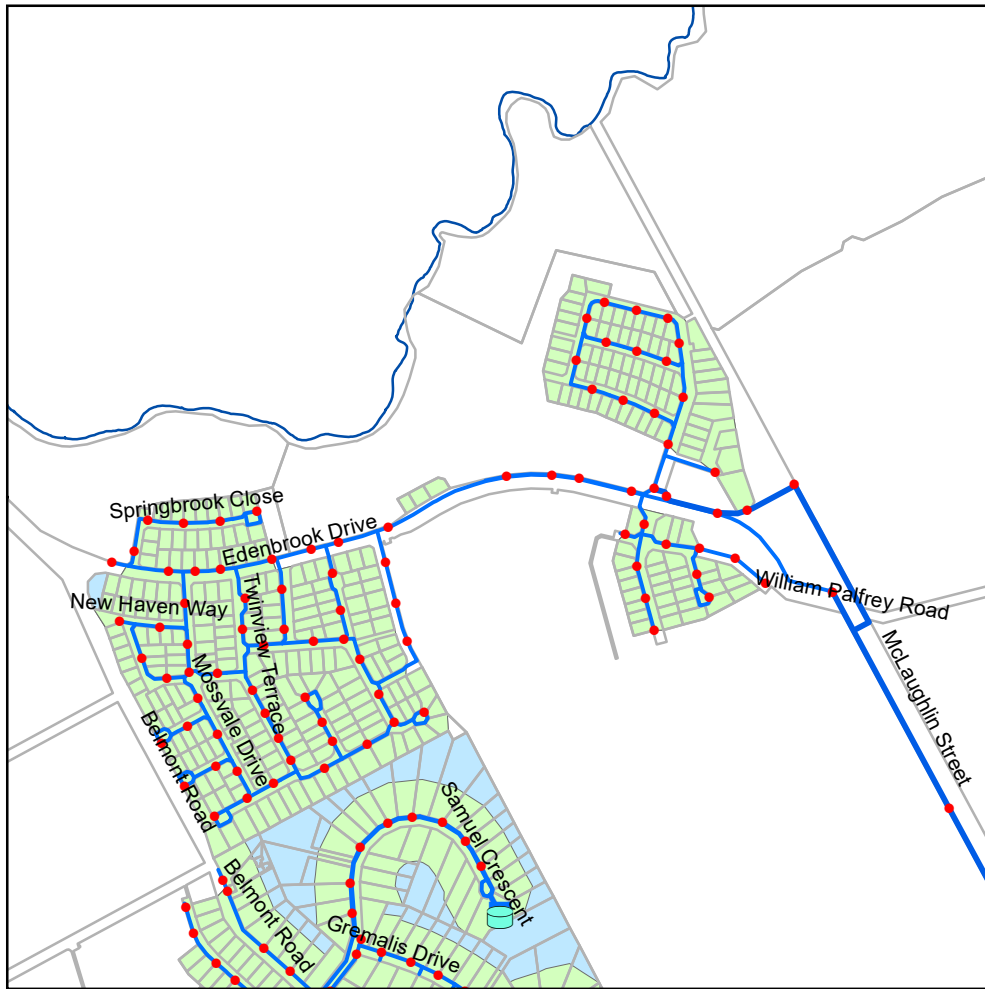 Springbrook Close
Edenbrook Drive
New Haven Way
Twinview Terrace
William Palfrey Road
McLaughlin Street
Mossvale Drive
Belmont Road
Samuel Crescent
Belmont Road
Gremalis Drive